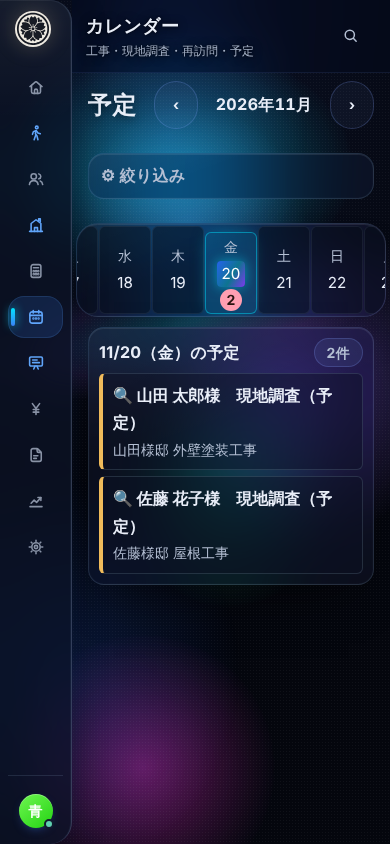 カレンダー
工事・現地調査・再訪問・予定
予定
‹
2026年11月
›
⚙ 絞り込み
水 木 金 土 日
18 19 20 21 22
2
11/20（金）の予定
2件
🔍 山田 太郎様　現地調査（予
定）
山田様邸 外壁塗装工事
🔍 佐藤 花子様　現地調査（予
定）
佐藤様邸 屋根工事
¥
青